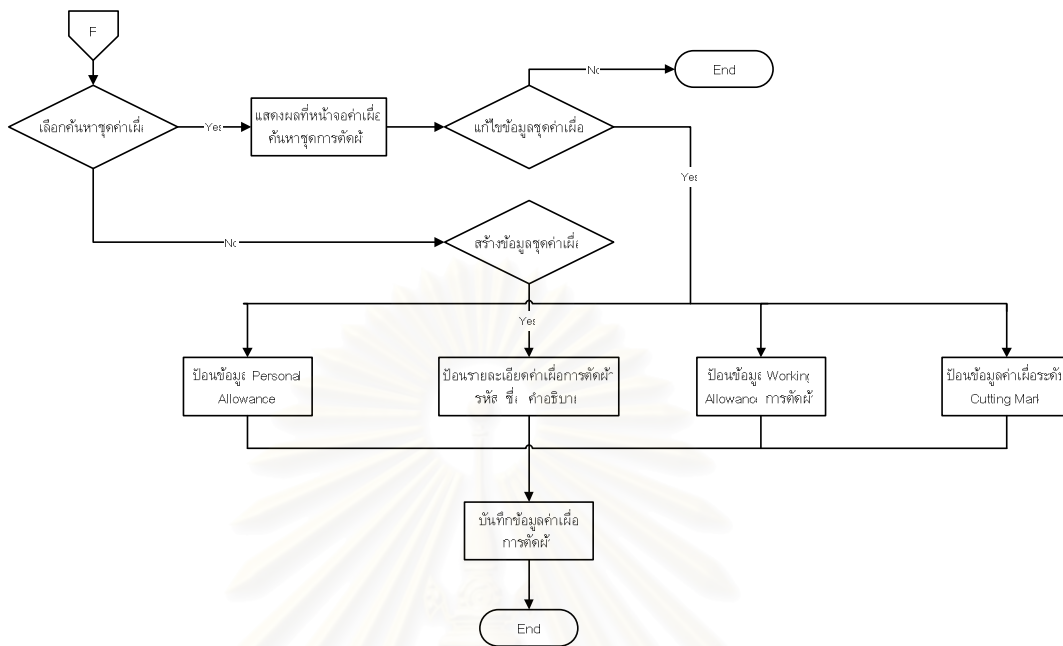 F
End
No
เลือกค้นหาชุดค่าเผื่อ
Yes
แสดงผลที่หน้าจอค่าเผื่อ
ค้นหาชุดการตัดผ้า
แก้ไขข้อมูลชุดค่าเผื่อ
Yes
No
สร้างข้อมูลชุดค่าเผื่อ
Yes
ป้อนข้อมูล Personal
Allowance
ป้อนรายละเอียดค่าเผื่อการตัดผ้า
รหัส ชื่อ คำอธิบาย
ป้อนข้อมูล Working
Allowance การตัดผ้า
ป้อนข้อมูลค่าเผื่อระดับ
Cutting Mark
บันทึกข้อมูลค่าเผื่อ
การตัดผ้า
End